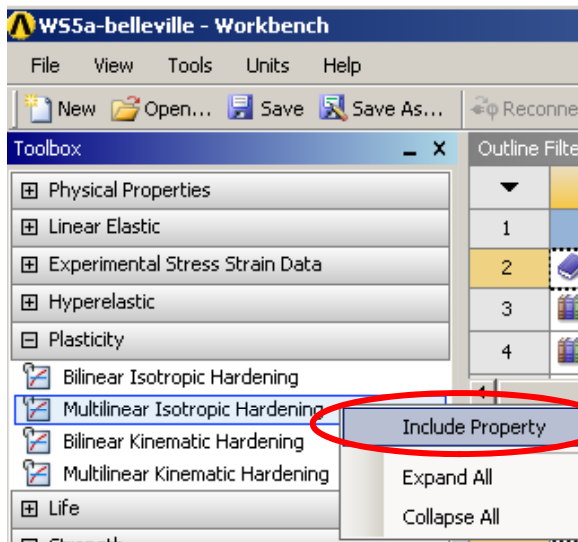 WS5a-belleville - Workbench
File View Tools Units Help
New Open... Save Save As... Reconne
Toolbox
Outline Filte
Physical Properties
Linear Elastic
1
Experimental Stress Strain Data
2
Hyperelastic
3
Plasticity
4
Bilinear Isotropic Hardening
Multilinear Isotropic Hardening
Include Property
Bilinear Kinematic Hardening
Multilinear Kinematic Hardening
Expand All
Life
Collapse All